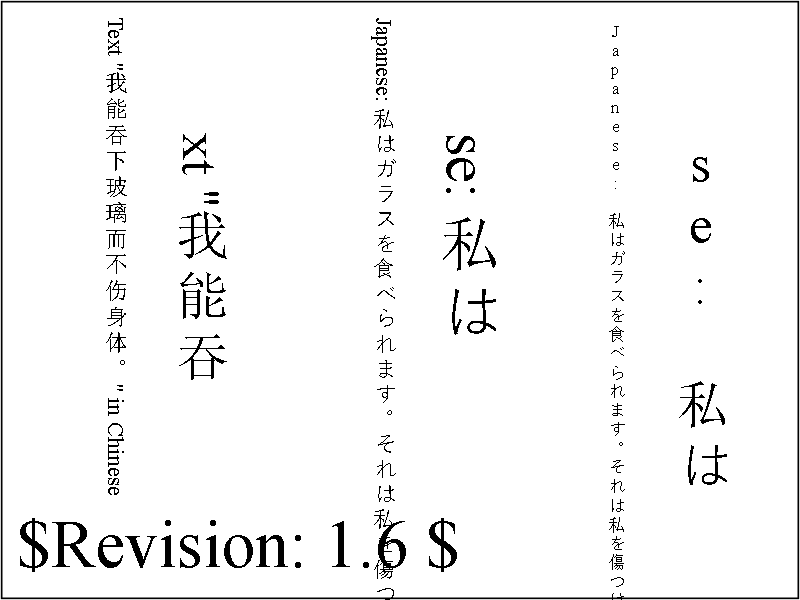 Text "我能吞下玻璃而不伤身体。" in Chinese
xt "我能吞
Japanese: 私はガラスを食べられます。それは私を傷つ
se: 私は
Japanese: 私はガラスを食べられます。それは私を傷つけ
se: 私は
$Revision: 1.6 $